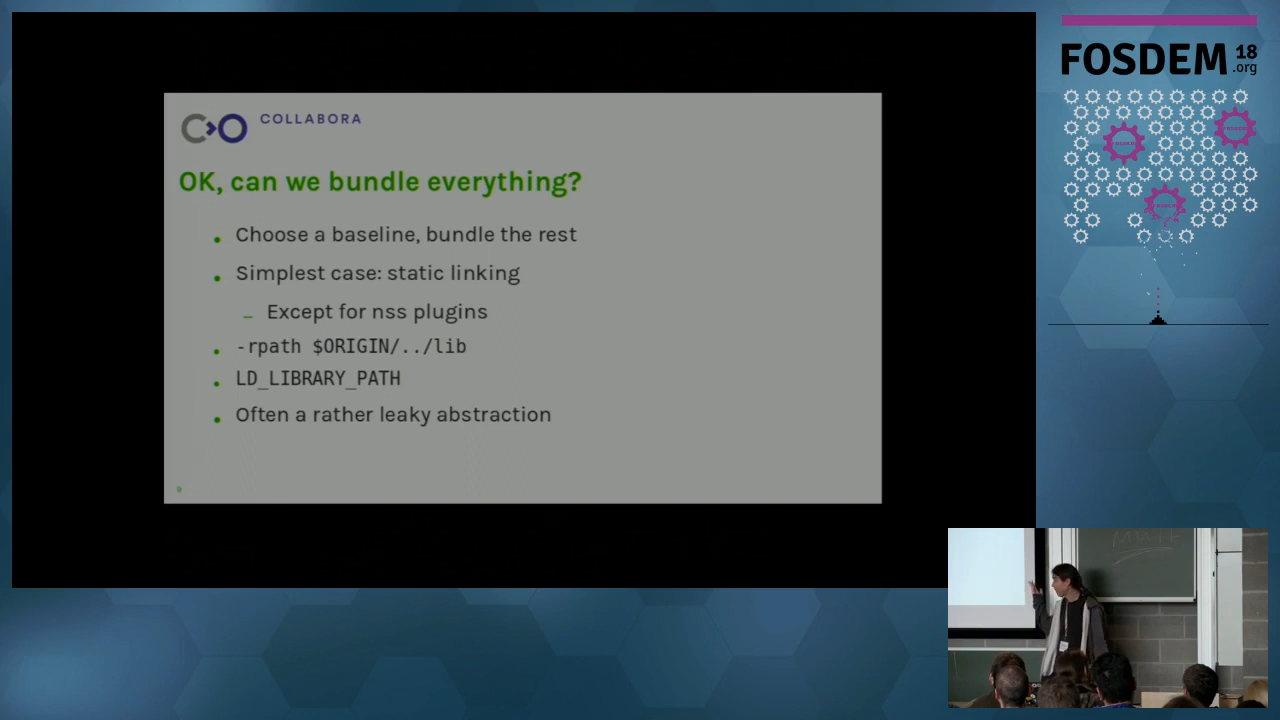 COLLABORA
OK, can we bundle everything?
Choose a baseline, bundle the rest
Simplest case: static linking
Except for nss plugins
-rpath $ORIGIN/../lib
LD_LIBRARY_PATH
Often a rather leaky abstraction
FOSDEM 18
.org